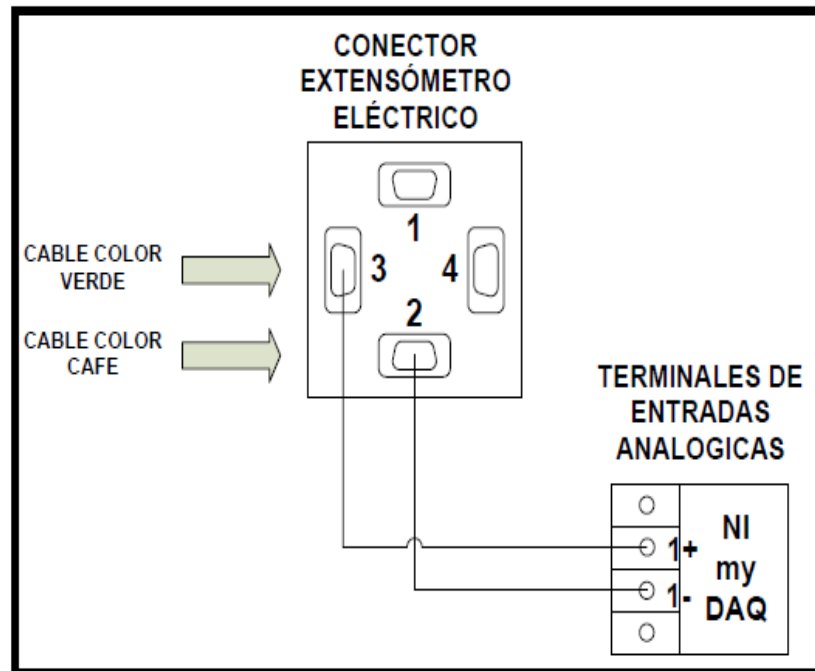 CONECTOR
EXTENSÓMETRO
ELÉCTRICO
1
CABLE COLOR
VERDE
3
4
2
CABLE COLOR
CAFE
TERMINALES DE
ENTRADAS
ANALOGICAS
1+
1-
NI
my
DAQ